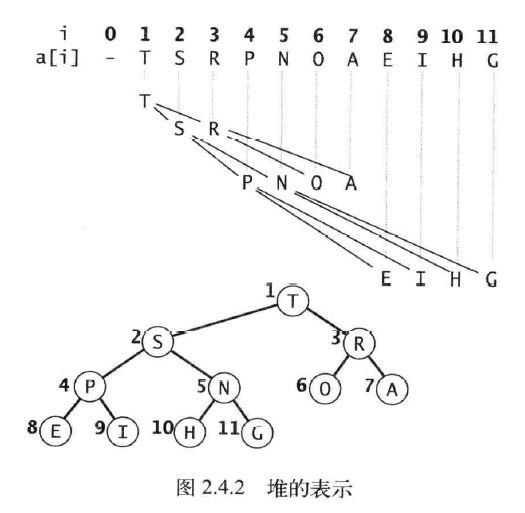 i 0 1 2 3 4 5 6 7 8 9 10 11
a[i] - T S R P N O A E I H G
T
S R
P N O A
E I H G
1 T
2 S 3 R
4 P 5 N 6 O 7 A
8 E 9 I 10 H 11 G
图 2.4.2 堆的表示